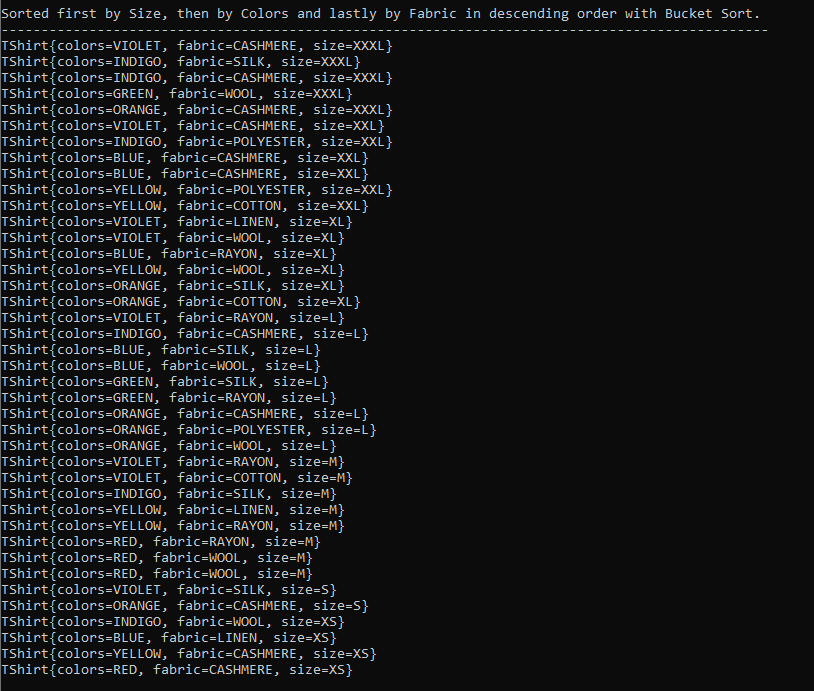 Sorted first by Size, then by Colors and lastly by Fabric in descending order with Bucket Sort.
------------------------------------------------------------------------------------------------
TShirt{colors=VIOLET, fabric=CASHMERE, size=XXXL}
TShirt{colors=INDIGO, fabric=SILK, size=XXXL}
TShirt{colors=INDIGO, fabric=CASHMERE, size=XXXL}
TShirt{colors=GREEN, fabric=WOOL, size=XXXL}
TShirt{colors=ORANGE, fabric=CASHMERE, size=XXXL}
TShirt{colors=VIOLET, fabric=CASHMERE, size=XXL}
TShirt{colors=INDIGO, fabric=POLYESTER, size=XXL}
TShirt{colors=BLUE, fabric=CASHMERE, size=XXL}
TShirt{colors=BLUE, fabric=CASHMERE, size=XXL}
TShirt{colors=YELLOW, fabric=POLYESTER, size=XXL}
TShirt{colors=YELLOW, fabric=COTTON, size=XXL}
TShirt{colors=VIOLET, fabric=LINEN, size=XL}
TShirt{colors=VIOLET, fabric=WOOL, size=XL}
TShirt{colors=BLUE, fabric=RAYON, size=XL}
TShirt{colors=YELLOW, fabric=WOOL, size=XL}
TShirt{colors=ORANGE, fabric=SILK, size=XL}
TShirt{colors=ORANGE, fabric=COTTON, size=XL}
TShirt{colors=VIOLET, fabric=RAYON, size=L}
TShirt{colors=INDIGO, fabric=CASHMERE, size=L}
TShirt{colors=BLUE, fabric=SILK, size=L}
TShirt{colors=BLUE, fabric=WOOL, size=L}
TShirt{colors=GREEN, fabric=SILK, size=L}
TShirt{colors=GREEN, fabric=RAYON, size=L}
TShirt{colors=ORANGE, fabric=CASHMERE, size=L}
TShirt{colors=ORANGE, fabric=POLYESTER, size=L}
TShirt{colors=ORANGE, fabric=WOOL, size=L}
TShirt{colors=VIOLET, fabric=RAYON, size=M}
TShirt{colors=VIOLET, fabric=COTTON, size=M}
TShirt{colors=INDIGO, fabric=SILK, size=M}
TShirt{colors=YELLOW, fabric=LINEN, size=M}
TShirt{colors=YELLOW, fabric=RAYON, size=M}
TShirt{colors=RED, fabric=RAYON, size=M}
TShirt{colors=RED, fabric=WOOL, size=M}
TShirt{colors=RED, fabric=WOOL, size=M}
TShirt{colors=VIOLET, fabric=SILK, size=S}
TShirt{colors=ORANGE, fabric=CASHMERE, size=S}
TShirt{colors=INDIGO, fabric=WOOL, size=XS}
TShirt{colors=BLUE, fabric=LINEN, size=XS}
TShirt{colors=YELLOW, fabric=CASHMERE, size=XS}
TShirt{colors=RED, fabric=CASHMERE, size=XS}